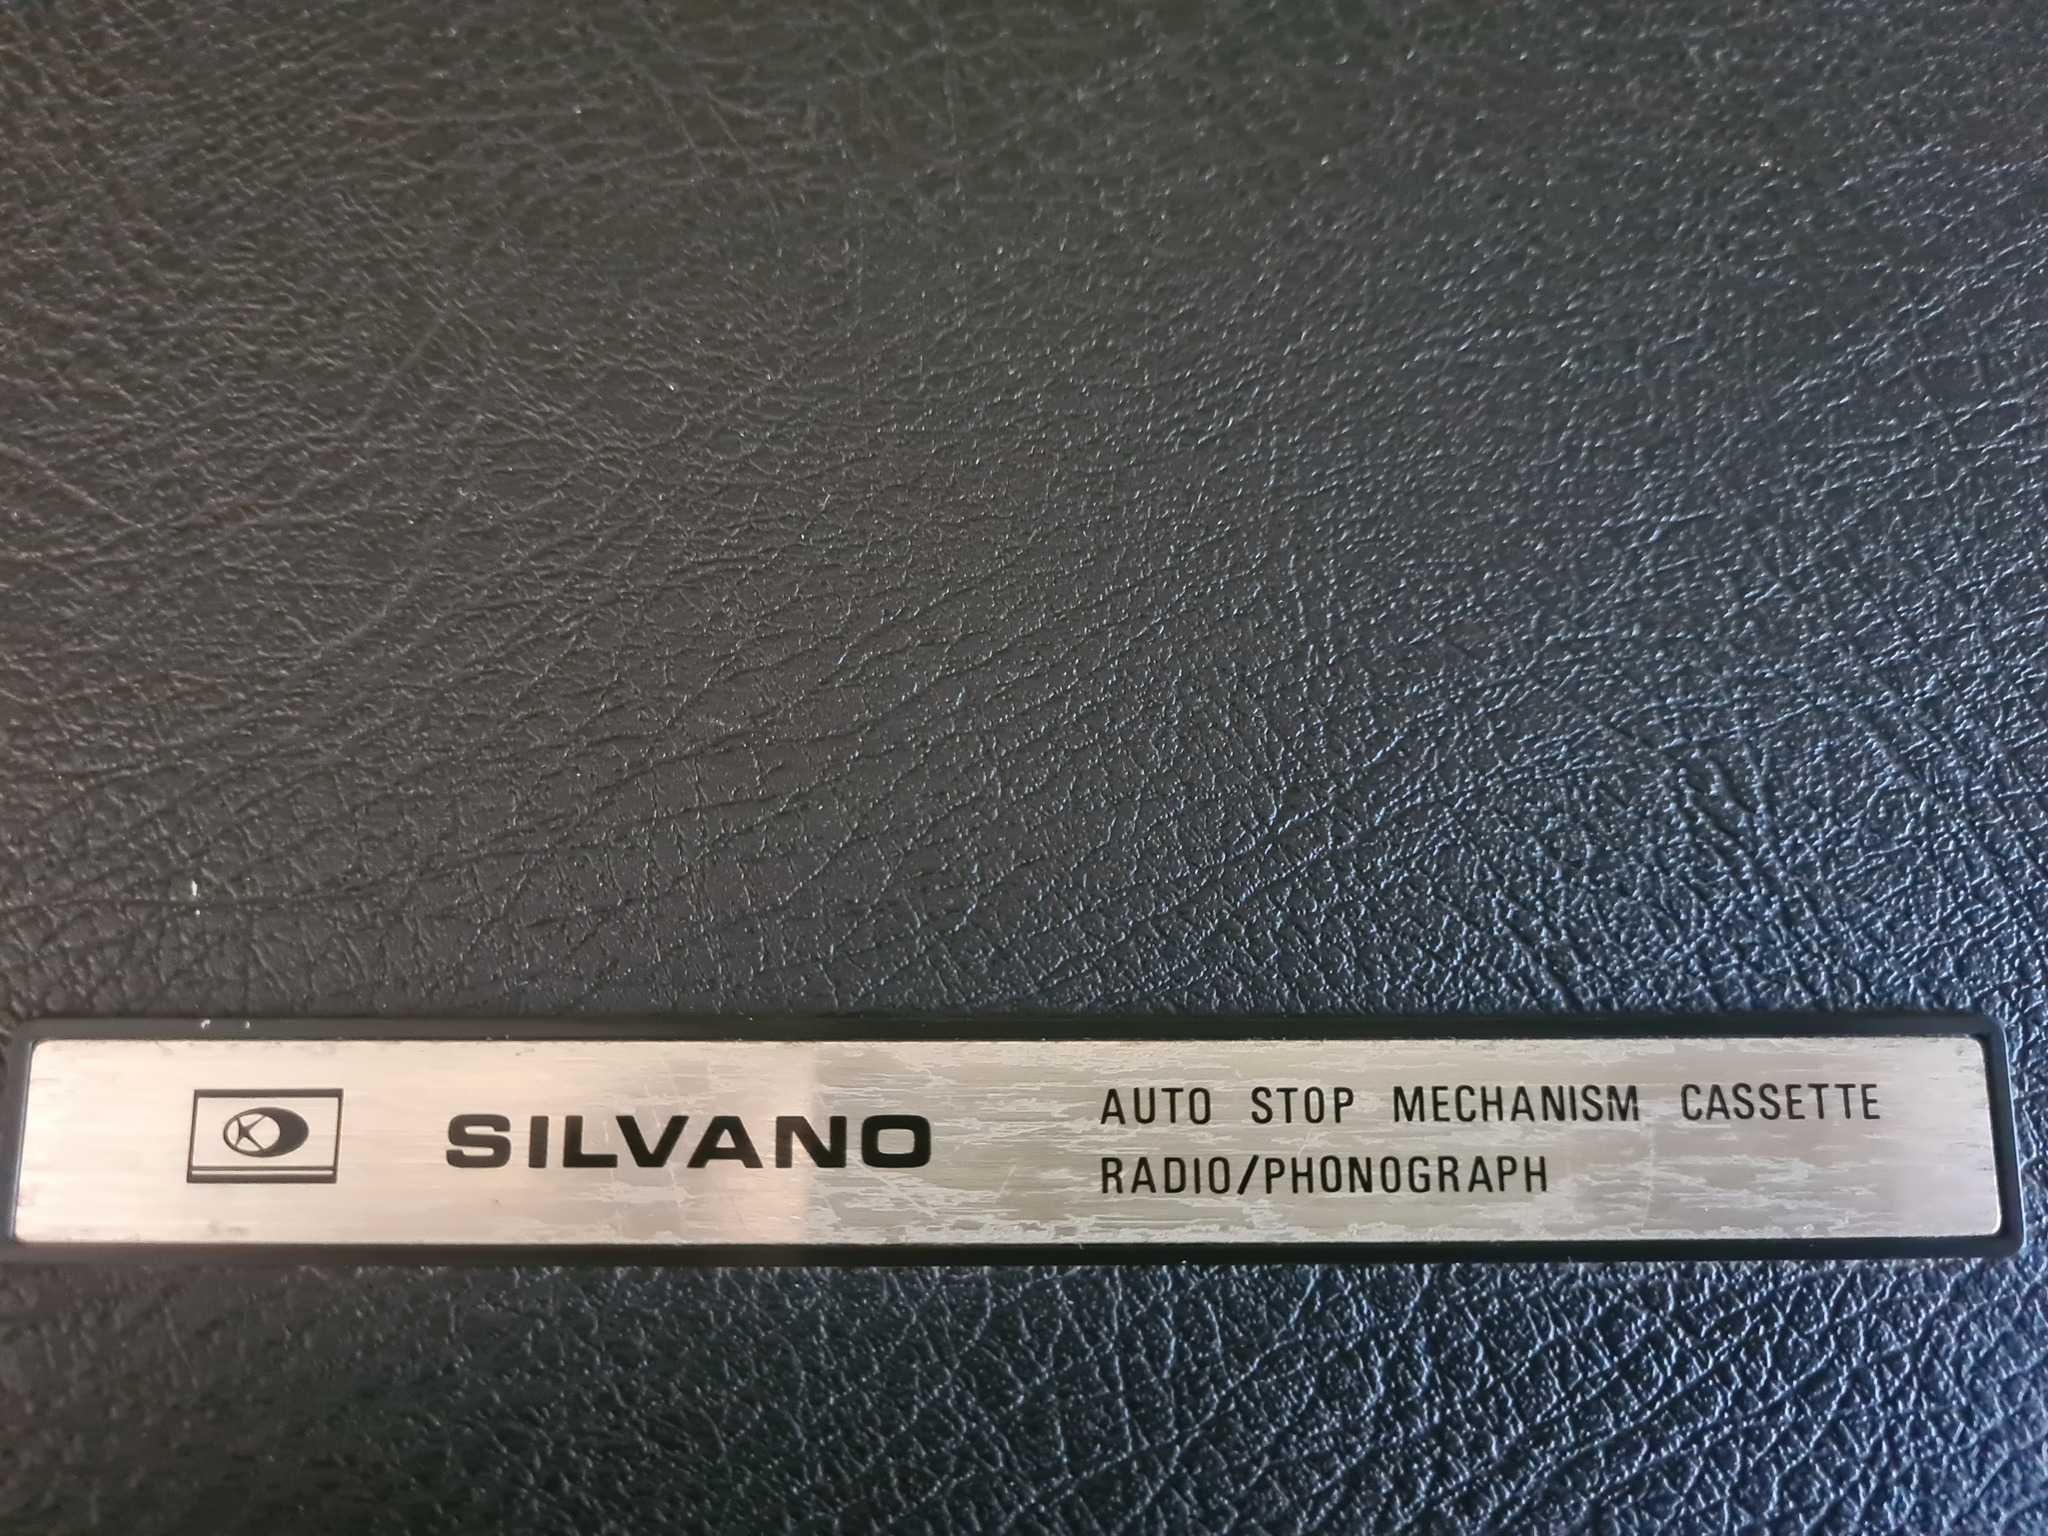 SILVANO
AUTO STOP MECHANISM CASSETTE
RADIO/PHONOGRAPH